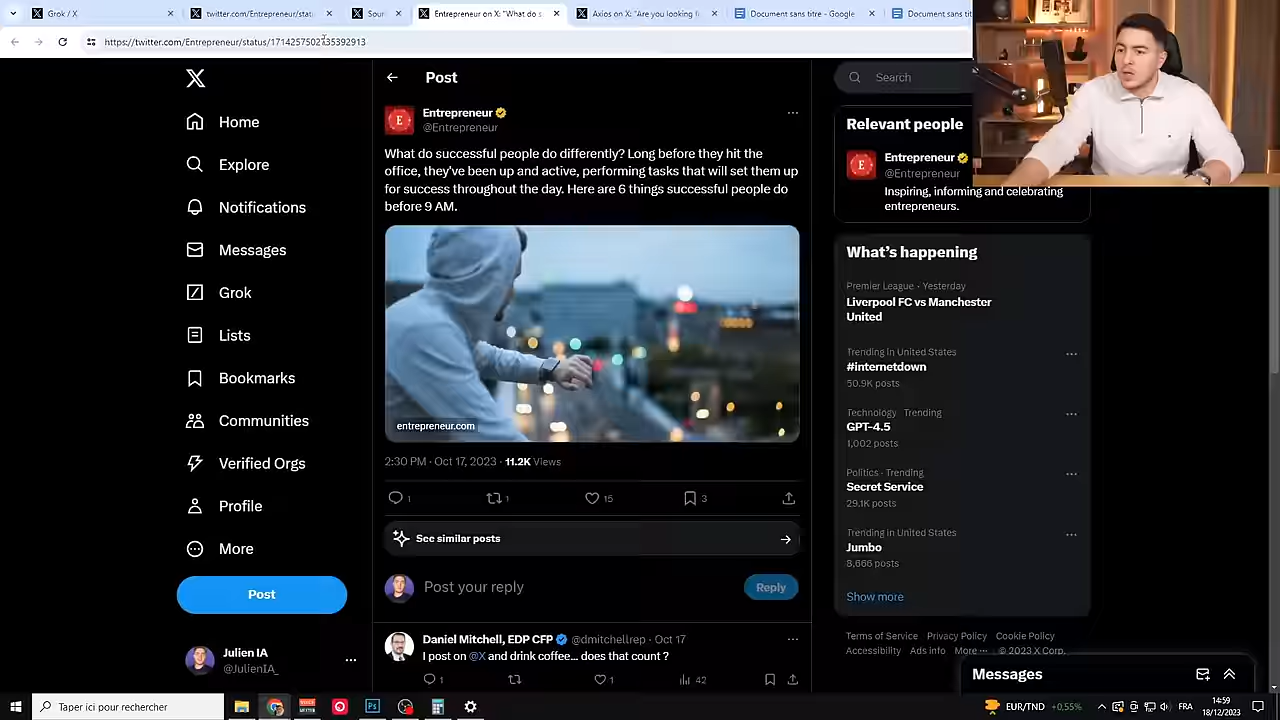 Grok / X
twitter.com/Entrepreneur/stat
Entrepreneur on X: "What do s
Document
- Google
Document sans tit
https://twitter.com/Entrepreneur/status/1714257502735392913
Home
Explore
Notifications
Messages
Grok
Lists
Bookmarks
Communities
Verified Orgs
Profile
More
Post
Julien IA
@JulienIA_
Post
Entrepreneur
@Entrepreneur
What do successful people do differently? Long before they hit the
office, they've been up and active, performing tasks that will set them up
for success throughout the day. Here are 6 things successful people do
before 9 AM.
entrepreneur.com
2:30 PM · Oct 17, 2023 · 11.2K Views
1
1
15
3
See similar posts
Post your reply
Reply
Daniel Mitchell, EDP CFP @dmitchellrep · Oct 17
I post on @X and drink coffee... does that count ?
1
1
42
Search
Relevant people
Entrepreneur
@Entrepreneur
Inspiring, informing and celebrating
entrepreneurs.
What's happening
Premier League · Yesterday
Liverpool FC vs Manchester
United
Trending in United States
#internetdown
50.9K posts
Technology · Trending
GPT-4.5
1,002 posts
Politics · Trending
Secret Service
29.1K posts
Trending in United States
Jumbo
8,666 posts
Show more
Terms of Service Privacy Policy Cookie Policy
Accessibility Ads info More ··· © 2023 X Corp.
Messages
Taper ici pour rechercher
EUR/TND +0,55%
FRA
14:59
18/12/2023